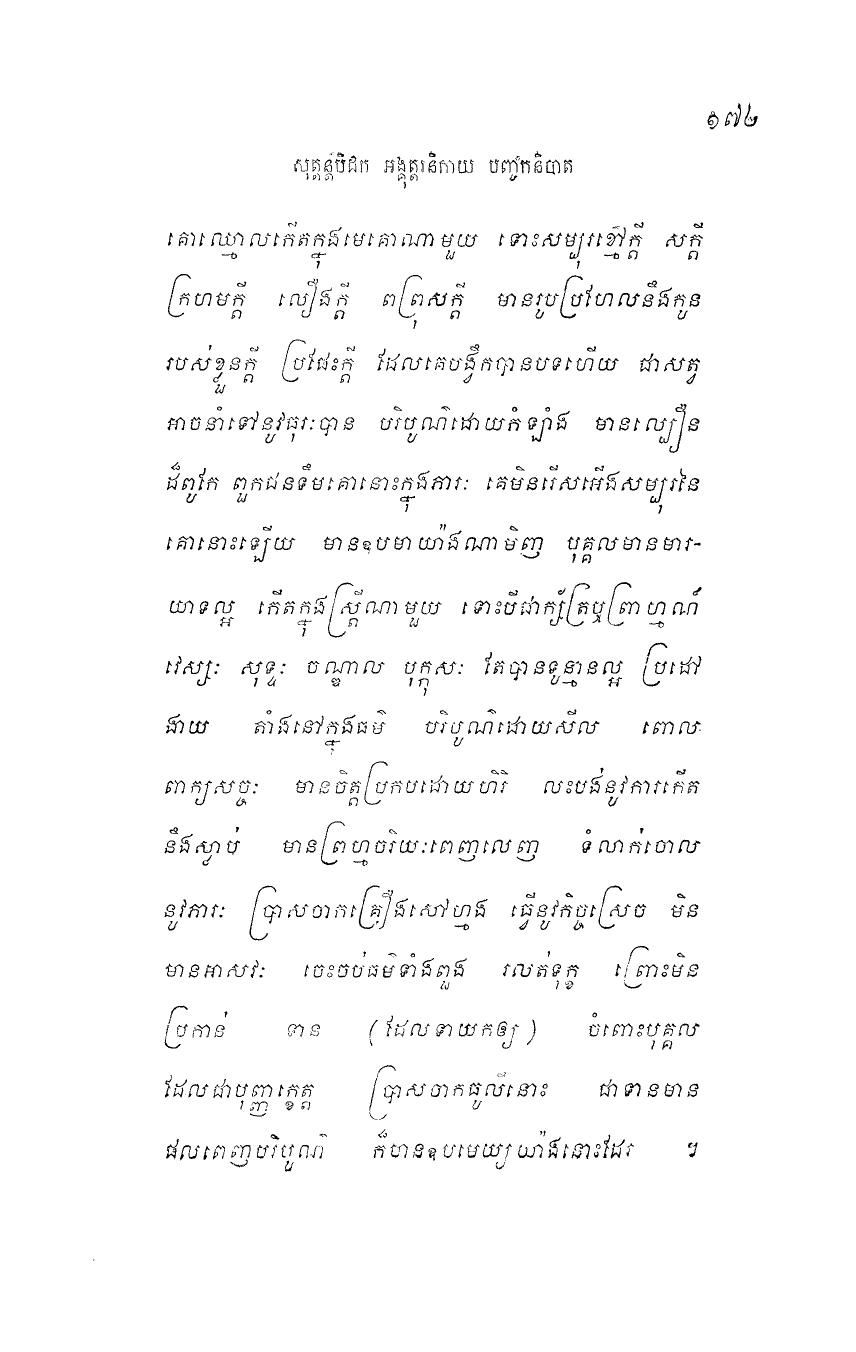 ១៧២
សុត្តន្តបិដក អង្គុត្តរនិកាយ បញ្ចកនិបាត
គោឈ្មោលកើតក្នុងមេគោណាមួយ ទោះសម្បុរខ្មៅក្តី សក្តី
ក្រហមក្តី លឿងក្តី ពព្រុសក្តី មានរូបប្រហែលនឹងកូន
របស់ខ្លួនក្តី ប្រផេះក្តី ដែលគេបង្វឹកបានបទហើយ ជាសត្វ
អាចនាំទៅនូវធុរៈបាន បរិបូណ៌ដោយកំឡាំង មានល្បឿន
ដ៏ពូកែ ពួកជនទឹមគោនោះក្នុងភារៈ គេមិនរើសអើងសម្បុរនៃ
គោនោះឡើយ មានឧបមាយ៉ាងណាមិញ បុគ្គលមានមារ-
យាទល្អ កើតក្នុងស្ត្រីណាមួយ ទោះបីជាក្ស័ត្រឬព្រាហ្មណ៍
វេស្សៈ សុទ្ទៈ ចណ្ឌាល បុក្កុសៈ តែបានទូន្មានល្អ ប្រដៅ
ងាយ តាំងនៅក្នុងធម៌ បរិបូណ៌ដោយសីល ពោល
ពាក្យសច្ចៈ មានចិត្តប្រកបដោយហិរិ លះបង់នូវការកើត
នឹងស្លាប់ មានព្រហ្មចរិយៈពេញលេញ ទំលាក់ចោល
នូវភារៈ ប្រាសចាកគ្រឿងសៅហ្មង ធ្វើនូវកិច្ចស្រេច មិន
មានអាសវៈ ចេះចប់ធម៌ទាំងពួង រលត់ទុក្ខ ព្រោះមិន
ប្រកាន់ ទាន (ដែលទាយកឲ្យ) ចំពោះបុគ្គល
ដែលជាបុញ្ញក្ខេត្ត ប្រាសចាកធូលីនោះ ជាទានមាន
ផលពេញបរិបូណ៌ ក៏មានឧបមេយ្យយ៉ាងនោះដែរ ។